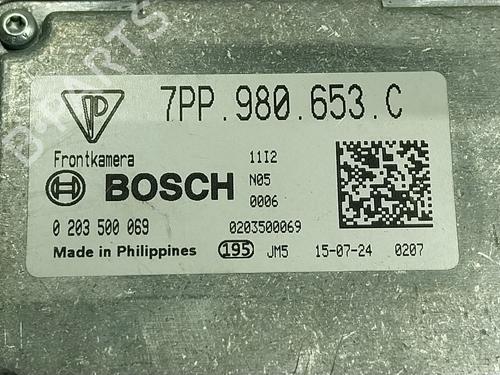 7PP.980.653.C
Frontkamera
11I2
BOSCH
N05
0006
0 203 500 069
0203500069
Made in Philippines
195
JM5
15-07-24
0207
B-PARTS